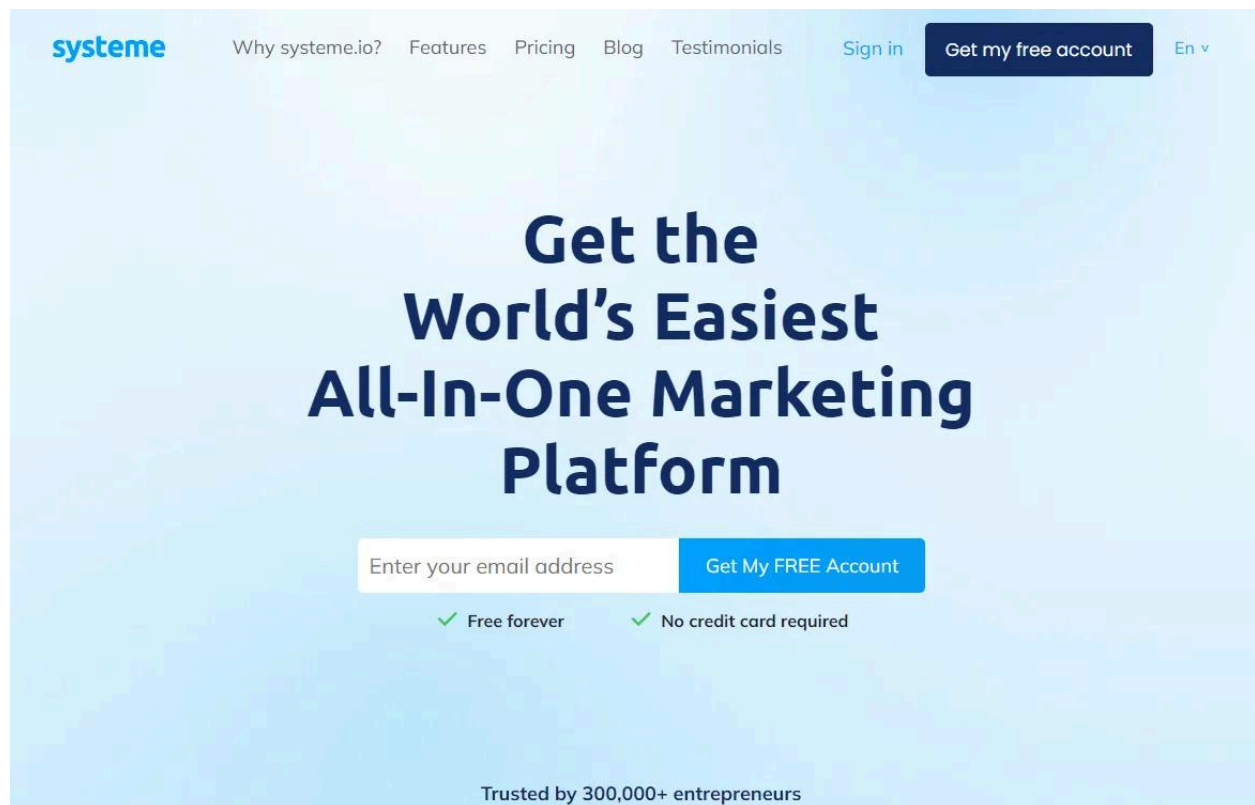 systeme Why systeme.io? Features Pricing Blog Testimonials Sign in Get my free account En v
Get the
World’s Easiest
All-In-One Marketing
Platform
Enter your email address Get My FREE Account
Free forever No credit card required
Trusted by 300,000+ entrepreneurs